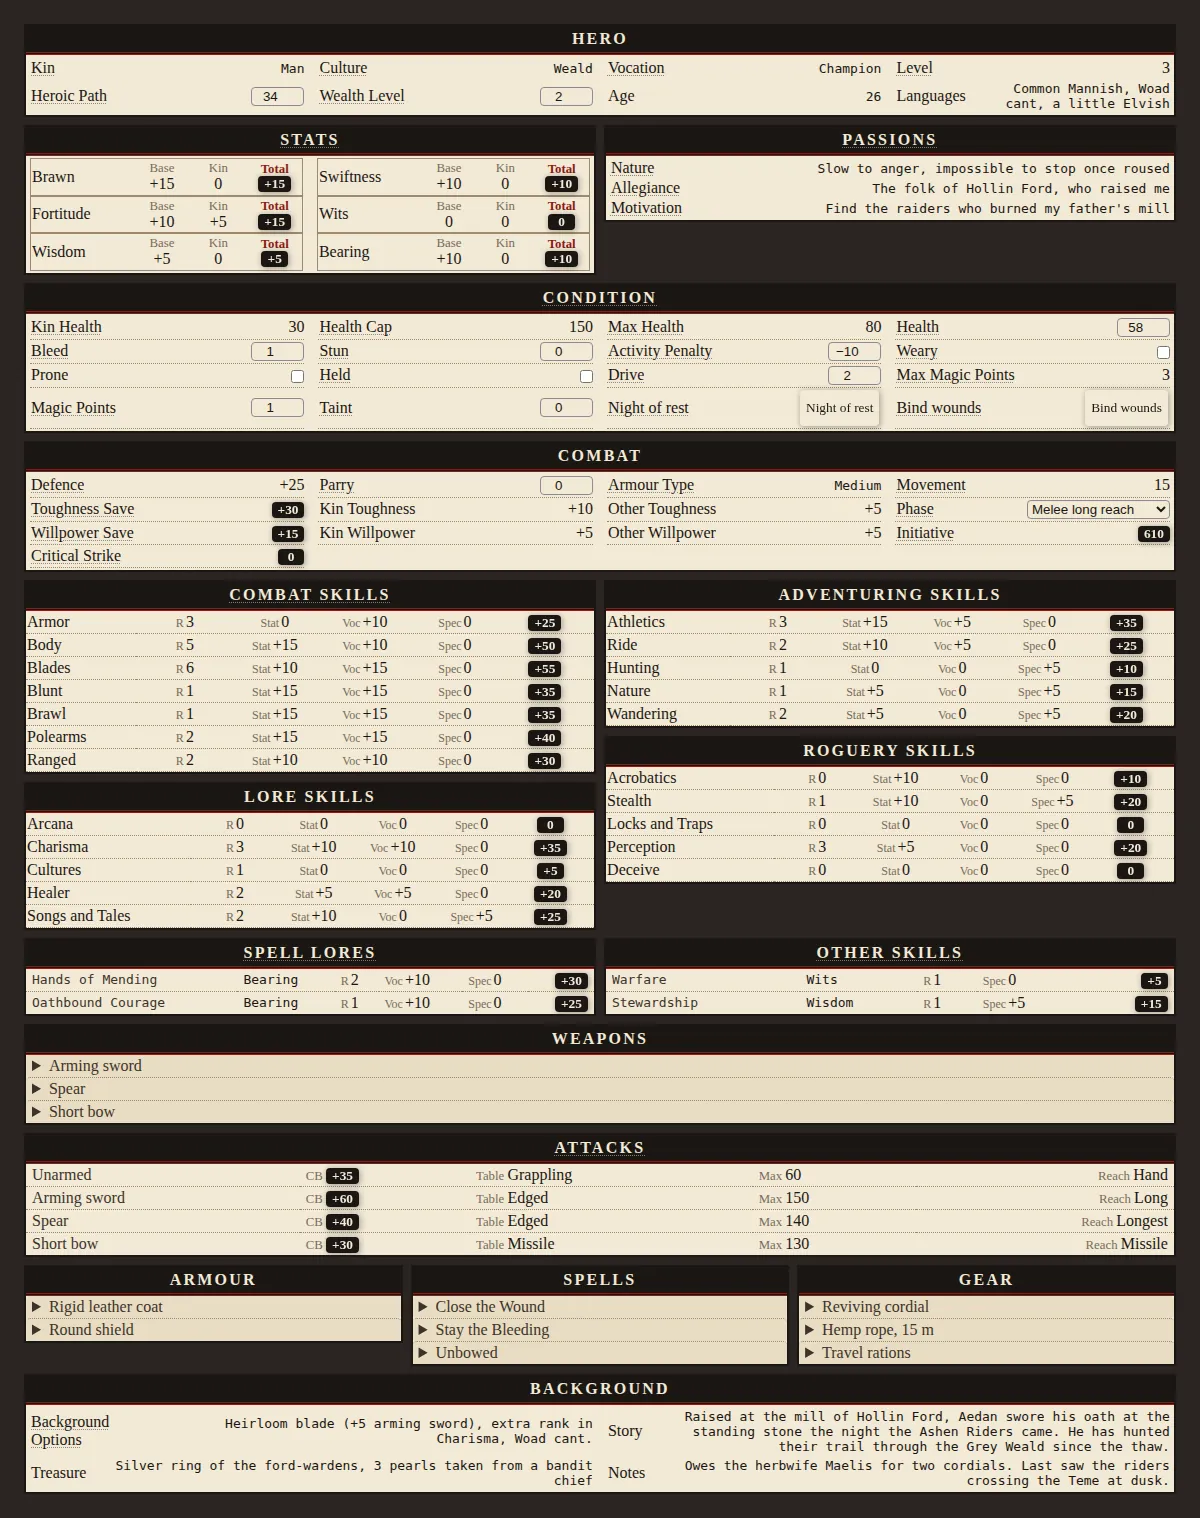 HERO
Kin Man Culture Weald Vocation Champion Level 3
Heroic Path 34 Wealth Level 2 Age 26 Languages Common Mannish, Woad
cant, a little Elvish
STATS
Base Kin Total Base Kin Total
Brawn +15 0 +15 Swiftness +10 0 +10
Base Kin Total Base Kin Total
Fortitude +10 +5 +15 Wits 0 0 0
Base Kin Total Base Kin Total
Wisdom +5 0 +5 Bearing +10 0 +10
PASSIONS
Nature Slow to anger, impossible to stop once roused
Allegiance The folk of Hollin Ford, who raised me
Motivation Find the raiders who burned my father's mill
CONDITION
Kin Health 30 Health Cap 150 Max Health 80 Health 58
Bleed 1 Stun 0 Activity Penalty −10 Weary
Prone Held Drive 2 Max Magic Points 3
Magic Points 1 Taint 0 Night of rest Night of rest Bind wounds Bind wounds
COMBAT
Defence +25 Parry 0 Armour Type Medium Movement 15
Toughness Save +30 Kin Toughness +10 Other Toughness +5 Phase Melee long reach
Willpower Save +15 Kin Willpower +5 Other Willpower +5 Initiative 610
Critical Strike 0
COMBAT SKILLS
Armor R 3 Stat 0 Voc +10 Spec 0 +25
Body R 5 Stat +15 Voc +10 Spec 0 +50
Blades R 6 Stat +10 Voc +15 Spec 0 +55
Blunt R 1 Stat +15 Voc +15 Spec 0 +35
Brawl R 1 Stat +15 Voc +15 Spec 0 +35
Polearms R 2 Stat +15 Voc +15 Spec 0 +40
Ranged R 2 Stat +10 Voc +10 Spec 0 +30
ADVENTURING SKILLS
Athletics R 3 Stat +15 Voc +5 Spec 0 +35
Ride R 2 Stat +10 Voc +5 Spec 0 +25
Hunting R 1 Stat 0 Voc 0 Spec +5 +10
Nature R 1 Stat +5 Voc 0 Spec +5 +15
Wandering R 2 Stat +5 Voc 0 Spec +5 +20
LORE SKILLS
Arcana R 0 Stat 0 Voc 0 Spec 0 0
Charisma R 3 Stat +10 Voc +10 Spec 0 +35
Cultures R 1 Stat 0 Voc 0 Spec 0 +5
Healer R 2 Stat +5 Voc +5 Spec 0 +20
Songs and Tales R 2 Stat +10 Voc 0 Spec +5 +25
ROGUERY SKILLS
Acrobatics R 0 Stat +10 Voc 0 Spec 0 +10
Stealth R 1 Stat +10 Voc 0 Spec +5 +20
Locks and Traps R 0 Stat 0 Voc 0 Spec 0 0
Perception R 3 Stat +5 Voc 0 Spec 0 +20
Deceive R 0 Stat 0 Voc 0 Spec 0 0
SPELL LORES
Hands of Mending Bearing R 2 Voc +10 Spec 0 +30
Oathbound Courage Bearing R 1 Voc +10 Spec 0 +25
OTHER SKILLS
Warfare Wits R 1 Spec 0 +5
Stewardship Wisdom R 1 Spec +5 +15
WEAPONS
▶ Arming sword
▶ Spear
▶ Short bow
ATTACKS
Unarmed CB +35 Table Grappling Max 60 Reach Hand
Arming sword CB +60 Table Edged Max 150 Reach Long
Spear CB +40 Table Edged Max 140 Reach Longest
Short bow CB +30 Table Missile Max 130 Reach Missile
ARMOUR
▶ Rigid leather coat
▶ Round shield
SPELLS
▶ Close the Wound
▶ Stay the Bleeding
▶ Unbowed
GEAR
▶ Reviving cordial
▶ Hemp rope, 15 m
▶ Travel rations
BACKGROUND
Background Options Heirloom blade (+5 arming sword), extra rank in
Charisma, Woad cant.
Story Raised at the mill of Hollin Ford, Aedan swore his oath at the
standing stone the night the Ashen Riders came. He has hunted
their trail through the Grey Weald since the thaw.
Treasure Silver ring of the ford-wardens, 3 pearls taken from a bandit
chief
Notes Owes the herbwife Maelis for two cordials. Last saw the riders
crossing the Teme at dusk.